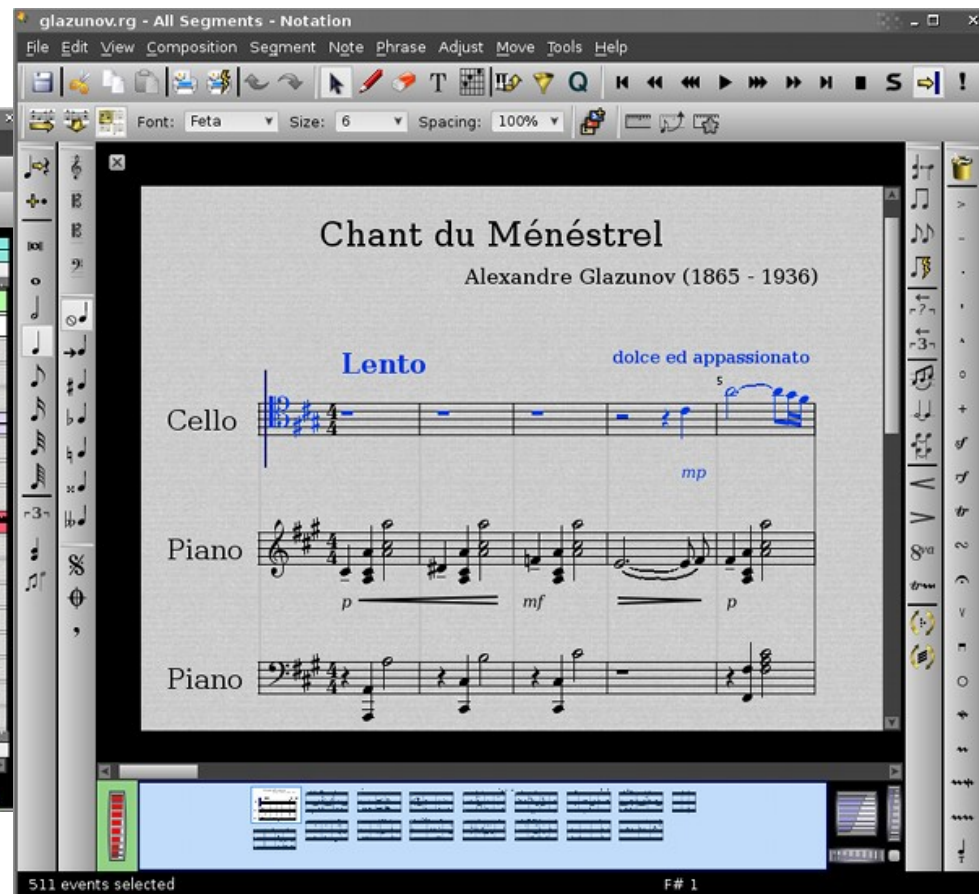 glazunov.rg - All Segments - Notation
File Edit View Composition Segment Note Phrase Adjust Move Tools Help
Font: Feta Size: 6 Spacing: 100%
Chant du Ménéstrel
Alexandre Glazunov (1865 - 1936)
Lento
dolce ed appassionato
5
Cello
mp
Piano
p mf p
Piano
511 events selected
F# 1